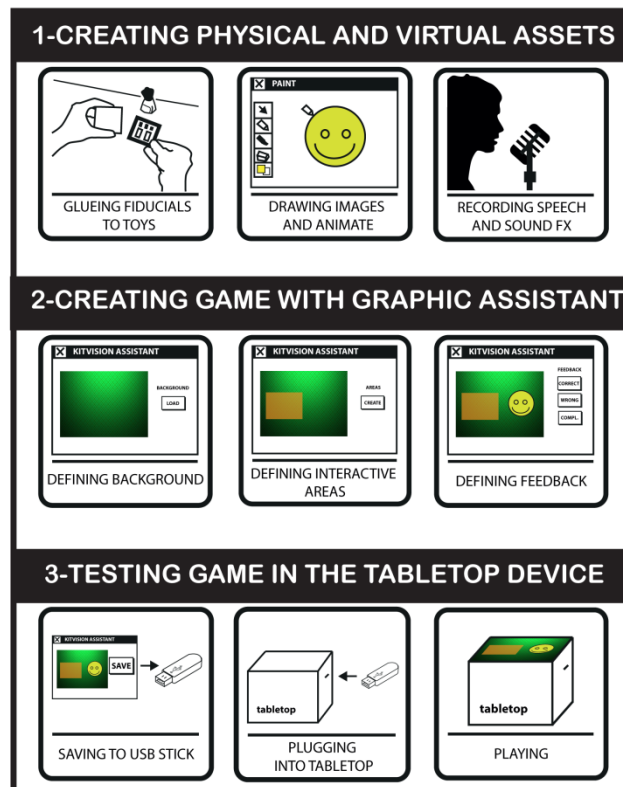 1-CREATING PHYSICAL AND VIRTUAL ASSETS
X PAINT
GLUEING FIDUCIALS
TO TOYS
DRAWING IMAGES
AND ANIMATE
RECORDING SPEECH
AND SOUND FX
2-CREATING GAME WITH GRAPHIC ASSISTANT
X KITVISION ASSISTANT
BACKGROUND
LOAD
DEFINING BACKGROUND
X KITVISION ASSISTANT
AREAS
CREATE
DEFINING INTERACTIVE
AREAS
X KITVISION ASSISTANT
FEEDBACK
CORRECT
WRONG
COMPL.
DEFINING FEEDBACK
3-TESTING GAME IN THE TABLETOP DEVICE
X KITVISION ASSISTANT
SAVE
SAVING TO USB STICK
tabletop
PLUGGING
INTO TABLETOP
tabletop
PLAYING